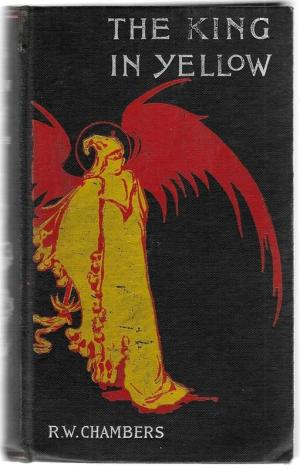 THE KING
IN YELLOW
R.W. CHAMBERS